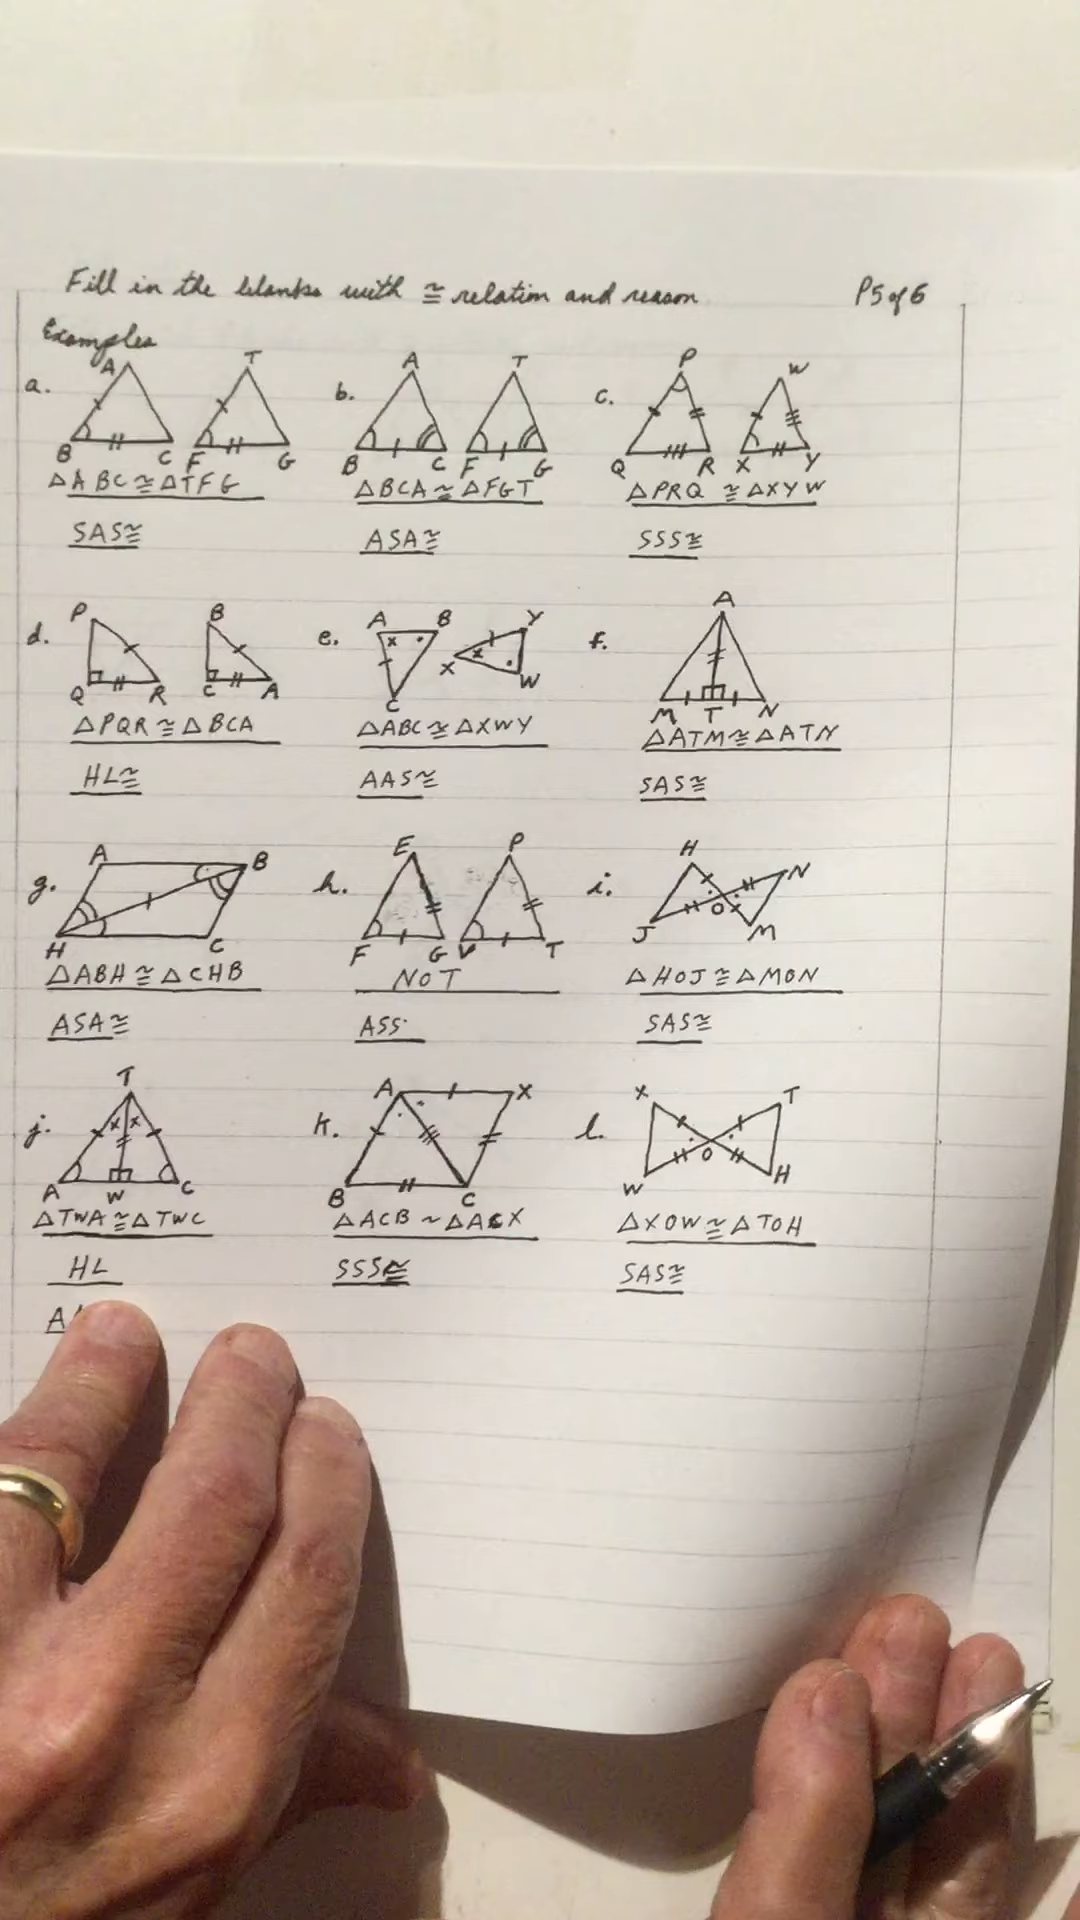 Fill in the blanks with ≅ relation and reason P5 of 6
Examples
a. A T b. A T c. P W
B C F G B C F G Q R X Y
△ABC≅△TFG △BCA≅△FGT △PRQ≅△XYW
SAS≅ ASA≅ SSS≅
d. P B e. A B Y f. A
Q R C A C X W M T N
△PQR≅△BCA △ABC≅△XWY △ATM≅△ATN
HL≅ AAS≅ SAS≅
g. A B h. E P i. H N
H C F G V T J O M
△ABH≅△CHB NOT △HOJ≅△MON
ASA≅ ASS SAS≅
j. T k. A X l. X T
x x
A W C B C W O H
△TWA≅△TWC △ACB~△ACX △XOW≅△TOH
HL SSS≅ SAS≅